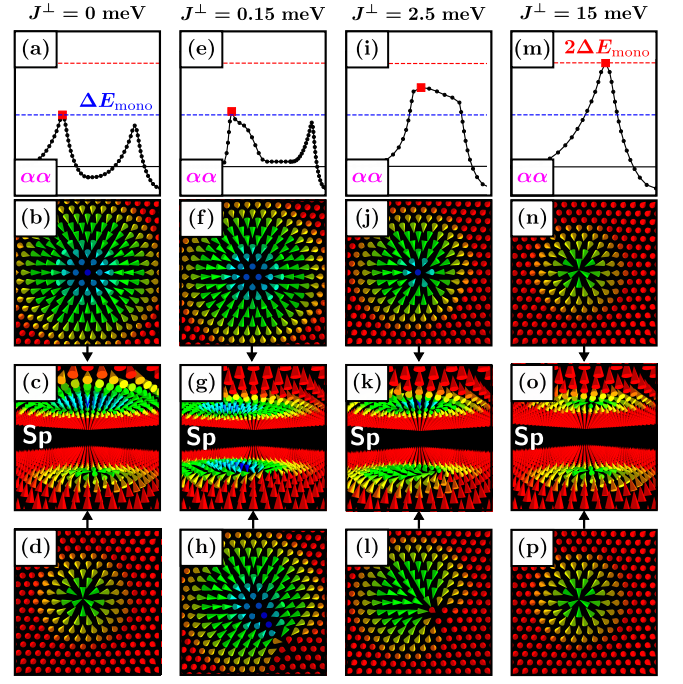 J⊥ = 0 meV J⊥ = 0.15 meV J⊥ = 2.5 meV J⊥ = 15 meV
(a) (e) (i) (m) 2ΔEmono
ΔEmono
αα αα αα αα
(b) (f) (j) (n)
(c) (g) (k) (o)
Sp Sp Sp Sp
(d) (h) (l) (p)